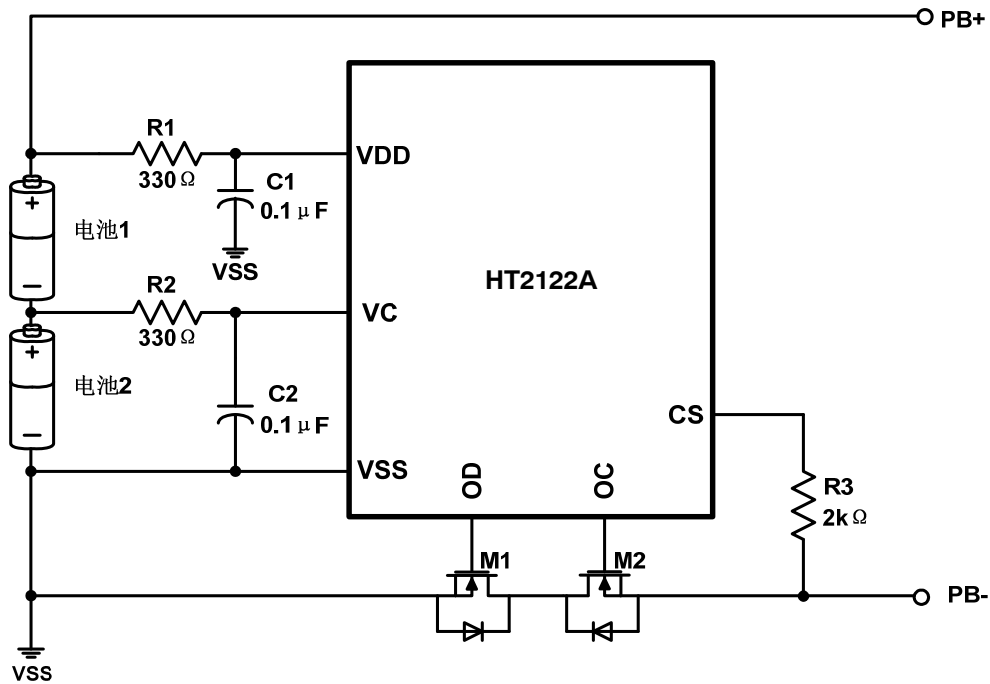 PB+
R1
330Ω
VDD
C1
0.1μF
VSS
电池1
HT2122A
R2
330Ω
VC
电池2
C2
0.1μF
CS
VSS
OD
OC
R3
2kΩ
M1
M2
PB-
VSS